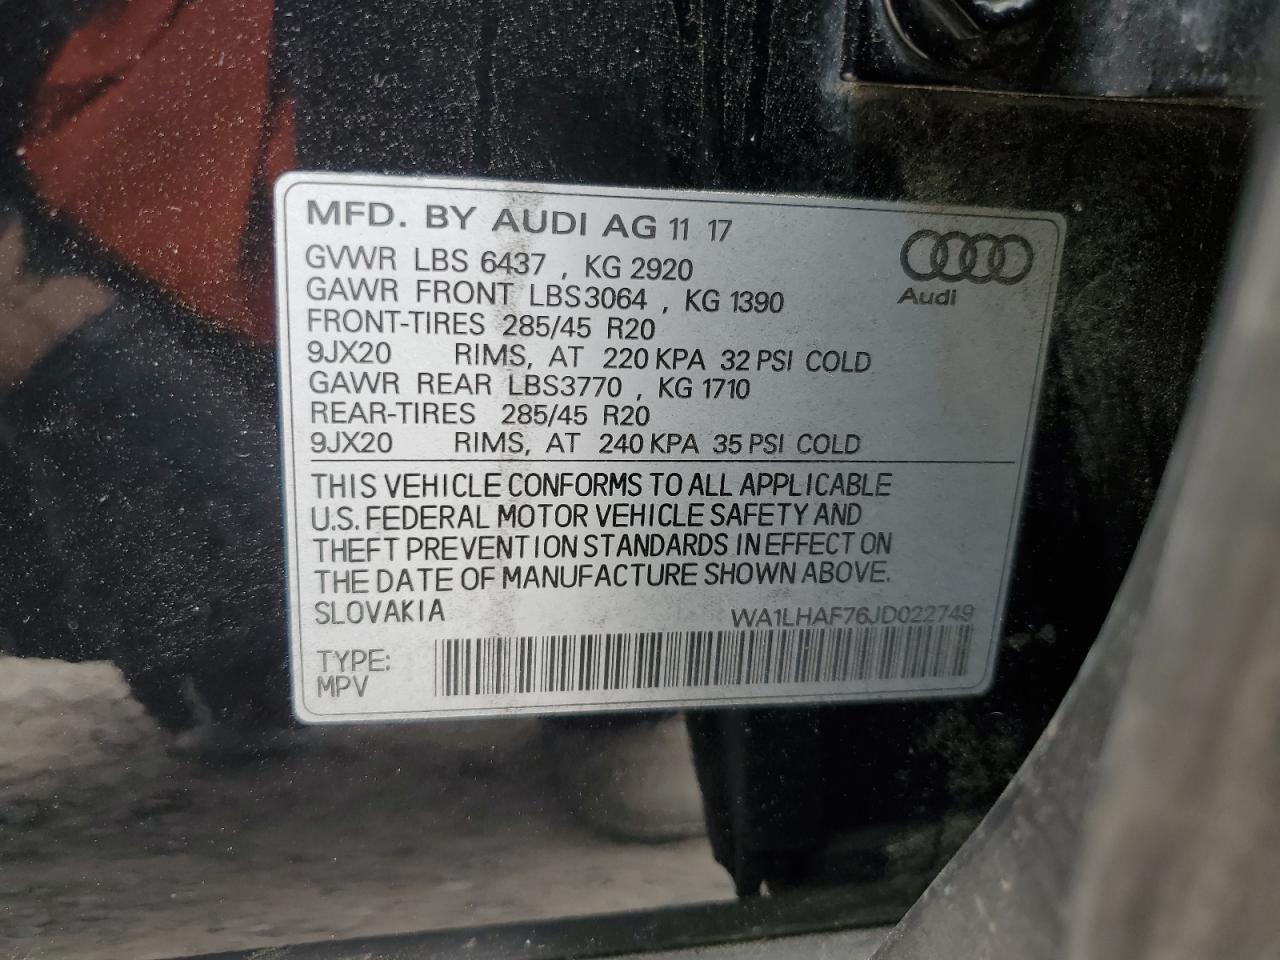 MFD. BY AUDI AG 11 17
GVWR LBS 6437 , KG 2920
GAWR FRONT LBS3064 , KG 1390
FRONT-TIRES 285/45 R20
9JX20 RIMS, AT 220 KPA 32 PSI COLD
GAWR REAR LBS3770 , KG 1710
REAR-TIRES 285/45 R20
9JX20 RIMS, AT 240 KPA 35 PSI COLD
Audi
THIS VEHICLE CONFORMS TO ALL APPLICABLE
U.S. FEDERAL MOTOR VEHICLE SAFETY AND
THEFT PREVENTION STANDARDS IN EFFECT ON
THE DATE OF MANUFACTURE SHOWN ABOVE.
SLOVAKIA WA1LHAF76JD022749
TYPE:
MPV